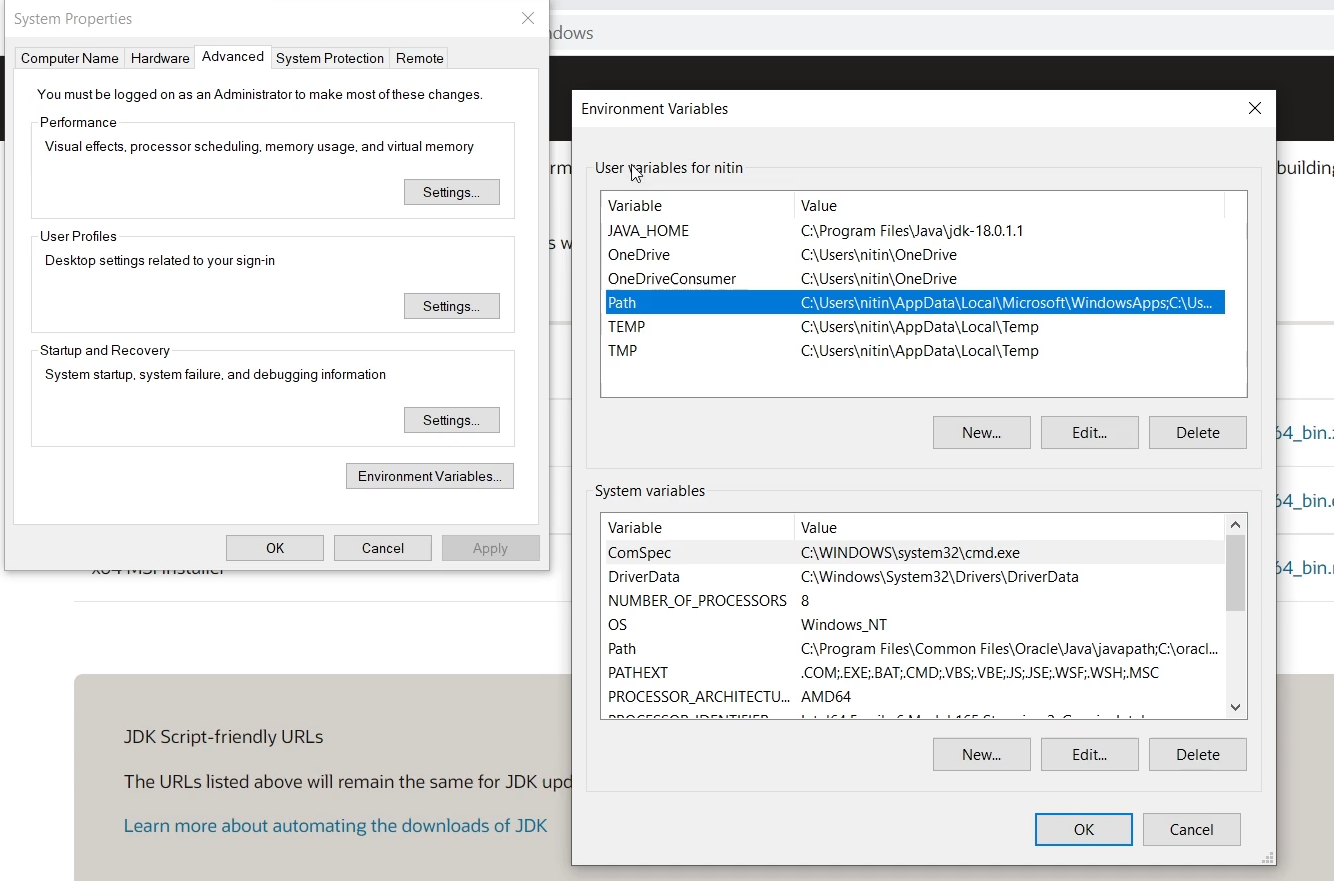 System Properties
ndows
Computer Name Hardware Advanced System Protection Remote
You must be logged on as an Administrator to make most of these changes.
Performance
Visual effects, processor scheduling, memory usage, and virtual memory
Settings...
User Profiles
Desktop settings related to your sign-in
Settings...
Startup and Recovery
System startup, system failure, and debugging information
Settings...
Environment Variables...
OK Cancel Apply
Environment Variables
User variables for nitin
Variable Value
JAVA_HOME C:\Program Files\Java\jdk-18.0.1.1
OneDrive C:\Users\nitin\OneDrive
OneDriveConsumer C:\Users\nitin\OneDrive
Path C:\Users\nitin\AppData\Local\Microsoft\WindowsApps;C:\Us...
TEMP C:\Users\nitin\AppData\Local\Temp
TMP C:\Users\nitin\AppData\Local\Temp
New... Edit... Delete
System variables
Variable Value
ComSpec C:\WINDOWS\system32\cmd.exe
DriverData C:\Windows\System32\Drivers\DriverData
NUMBER_OF_PROCESSORS 8
OS Windows_NT
Path C:\Program Files\Common Files\Oracle\Java\javapath;C:\oracl...
PATHEXT .COM;.EXE;.BAT;.CMD;.VBS;.VBE;.JS;.JSE;.WSF;.WSH;.MSC
PROCESSOR_ARCHITECTU... AMD64
New... Edit... Delete
OK Cancel
rm
building
s w
64_bin.z
64_bin.
64_bin.
x64 MSI Installer
JDK Script-friendly URLs
The URLs listed above will remain the same for JDK upd
Learn more about automating the downloads of JDK